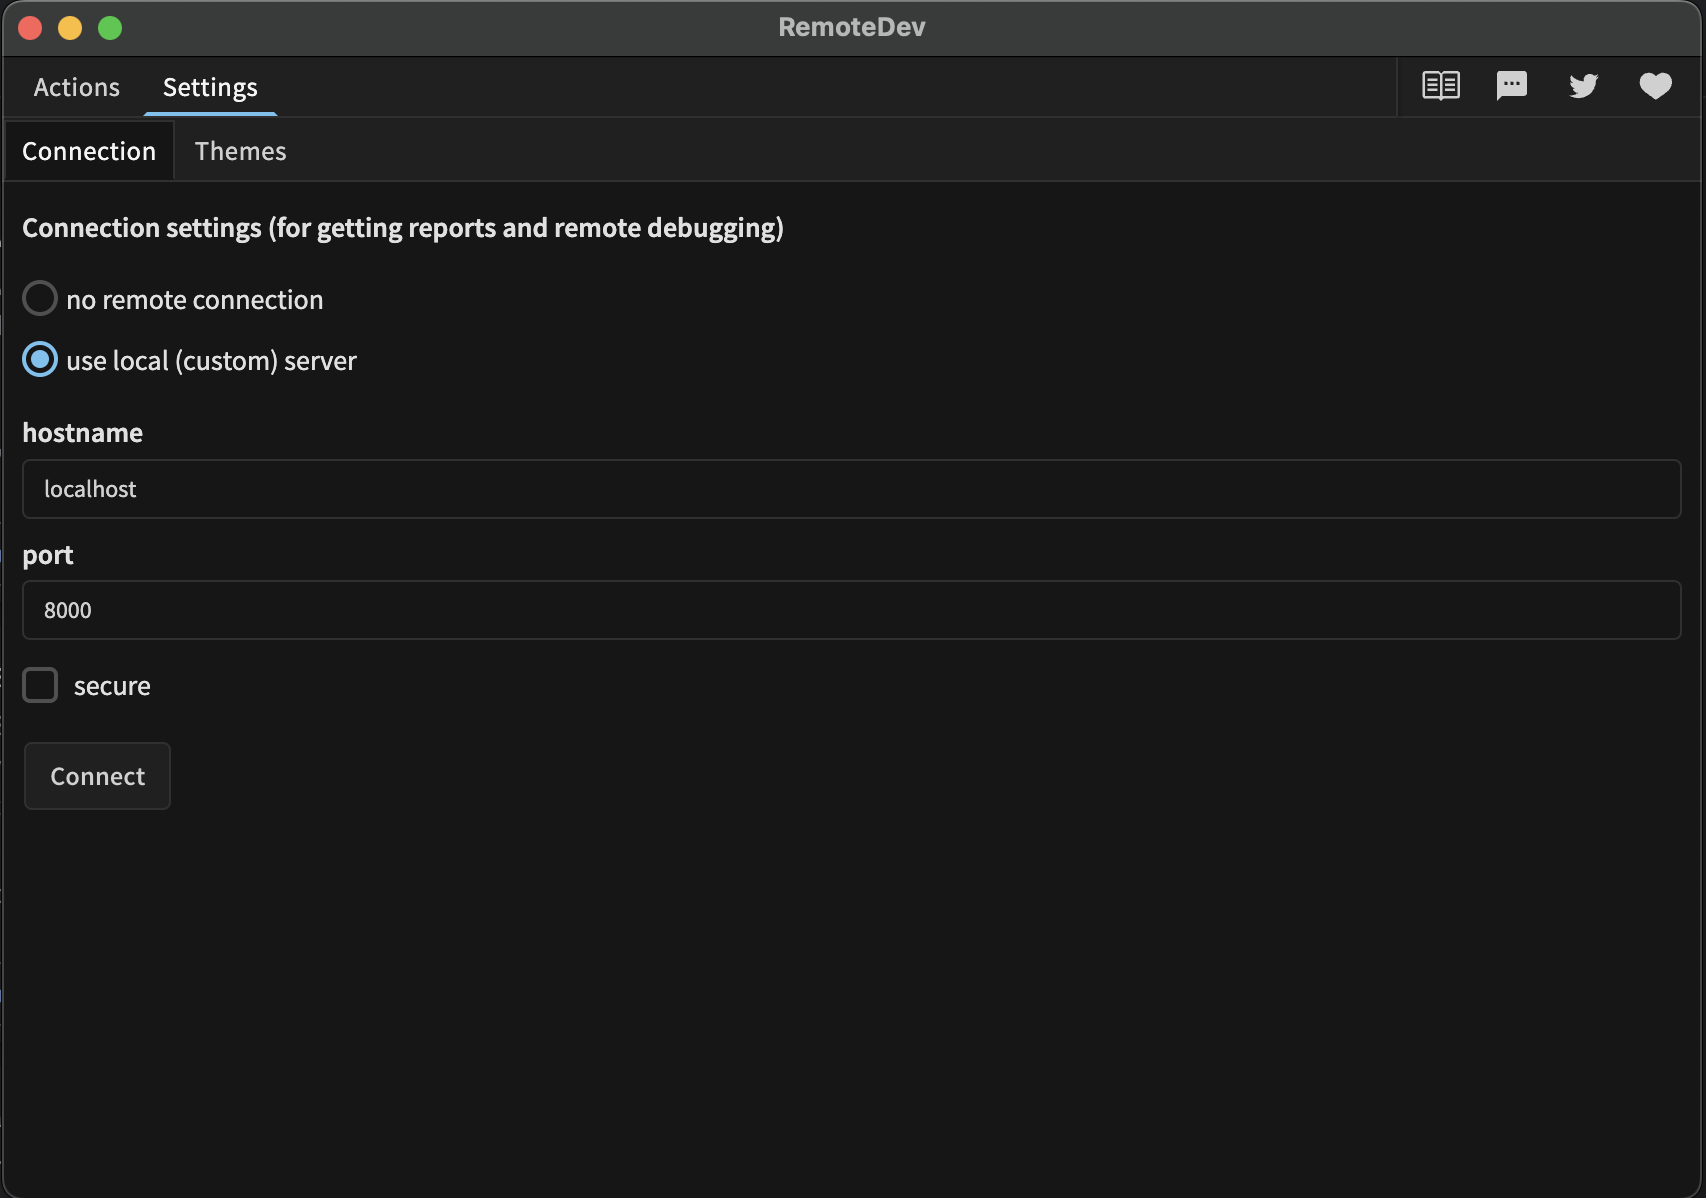 RemoteDev
Actions Settings
Connection Themes
Connection settings (for getting reports and remote debugging)
no remote connection
use local (custom) server
hostname
localhost
port
8000
secure
Connect